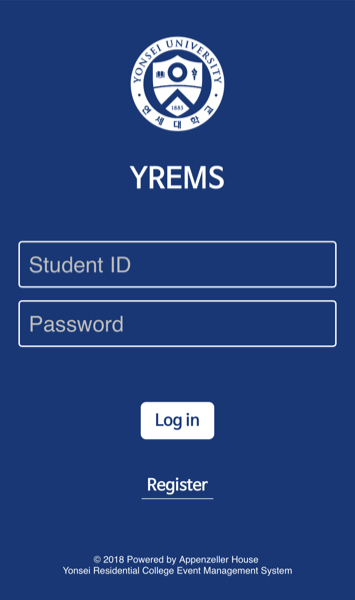 YONSEI UNIVERSITY
1885
연세대학교
YREMS
Student ID
Password
Log in
Register
© 2018 Powered by Appenzeller House
Yonsei Residential College Event Management System